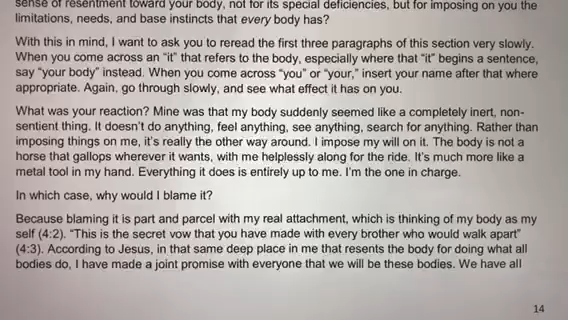 sense of resentment toward your body, not for its special deficiencies, but for imposing on you the
limitations, needs, and base instincts that every body has?
With this in mind, I want to ask you to reread the first three paragraphs of this section very slowly.
When you come across an “it” that refers to the body, especially where that “it” begins a sentence,
say “your body” instead. When you come across “you” or “your,” insert your name after that where
appropriate. Again, go through slowly, and see what effect it has on you.
What was your reaction? Mine was that my body suddenly seemed like a completely inert, non-
sentient thing. It doesn’t do anything, feel anything, see anything, search for anything. Rather than
imposing things on me, it’s really the other way around. I impose my will on it. The body is not a
horse that gallops wherever it wants, with me helplessly along for the ride. It’s much more like a
metal tool in my hand. Everything it does is entirely up to me. I’m the one in charge.
In which case, why would I blame it?
Because blaming it is part and parcel with my real attachment, which is thinking of my body as my
self (4:2). “This is the secret vow that you have made with every brother who would walk apart”
(4:3). According to Jesus, in that same deep place in me that resents the body for doing what all
bodies do, I have made a joint promise with everyone that we will be these bodies. We have all
14